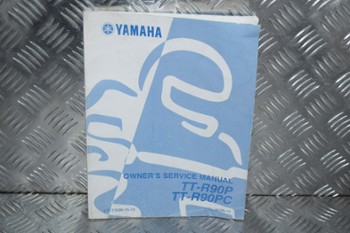 YAMAHA
OWNER'S SERVICE MANUAL
TT-R90P
TT-R90PC